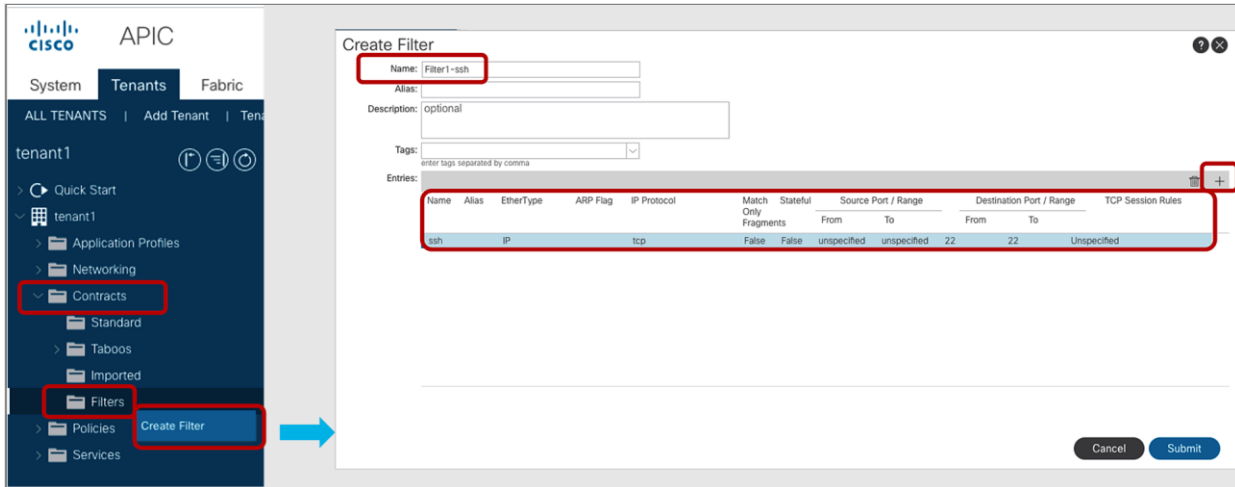 CISCO
APIC
System Tenants Fabric
ALL TENANTS | Add Tenant | Tena
tenant1
Quick Start
tenant1
Application Profiles
Networking
Contracts
Standard
Taboos
Imported
Filters
Create Filter
Policies
Services
Create Filter
Name: Filter1-ssh
Alias:
Description: optional
Tags:
enter tags separated by comma
Entries:
Name Alias EtherType ARP Flag IP Protocol Match Only Fragments Stateful Source Port / Range Destination Port / Range TCP Session Rules
From To From To
ssh IP tcp False False unspecified unspecified 22 22 Unspecified
Cancel Submit